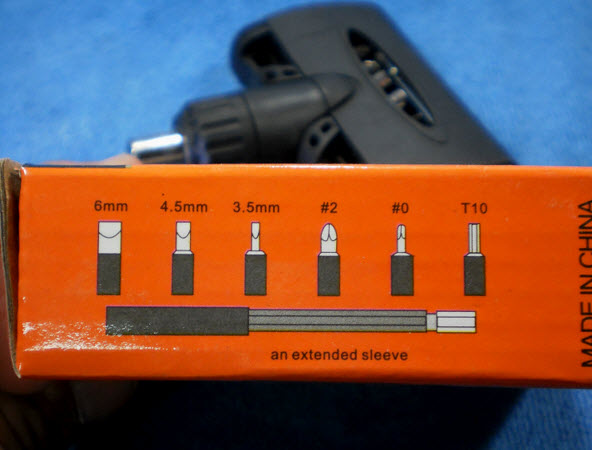 6mm 4.5mm 3.5mm #2 #0 T10
an extended sleeve
MADE IN CHINA